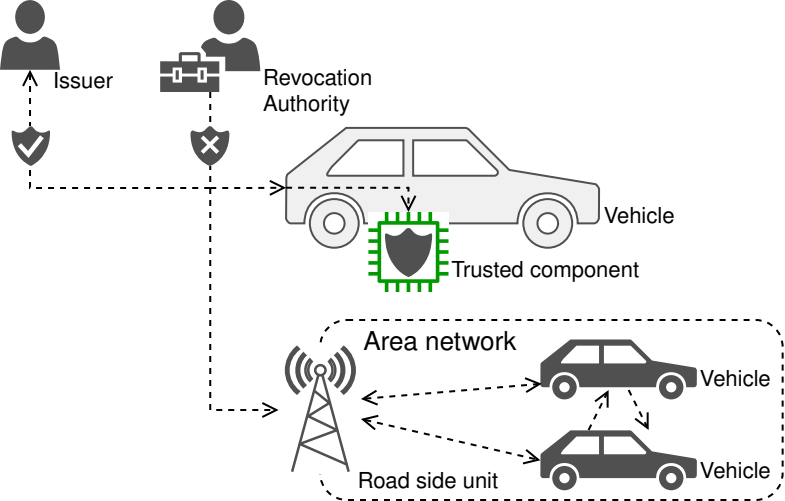 Issuer
Revocation
Authority
Vehicle
Trusted component
Area network
Vehicle
Vehicle
Road side unit